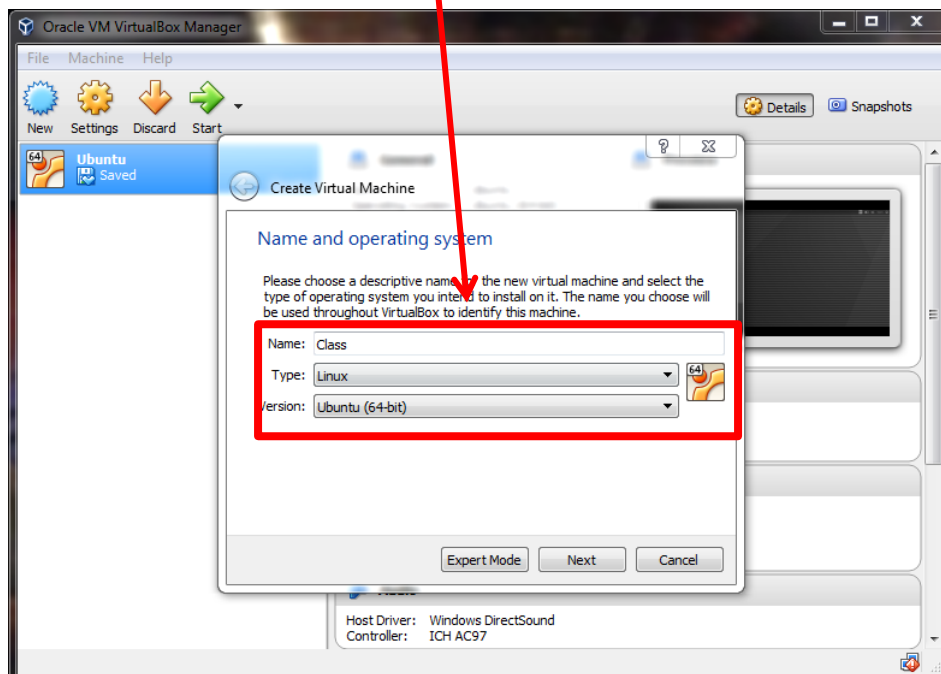 Oracle VM VirtualBox Manager
File Machine Help
New Settings Discard Start
Details Snapshots
64 Ubuntu
Saved
Create Virtual Machine
Name and operating system
Please choose a descriptive name the new virtual machine and select the
type of operating system you intend to install on it. The name you choose will
be used throughout VirtualBox to identify this machine.
Name: Class
Type: Linux
64
Version: Ubuntu (64-bit)
Expert Mode Next Cancel
Host Driver: Windows DirectSound
Controller: ICH AC97